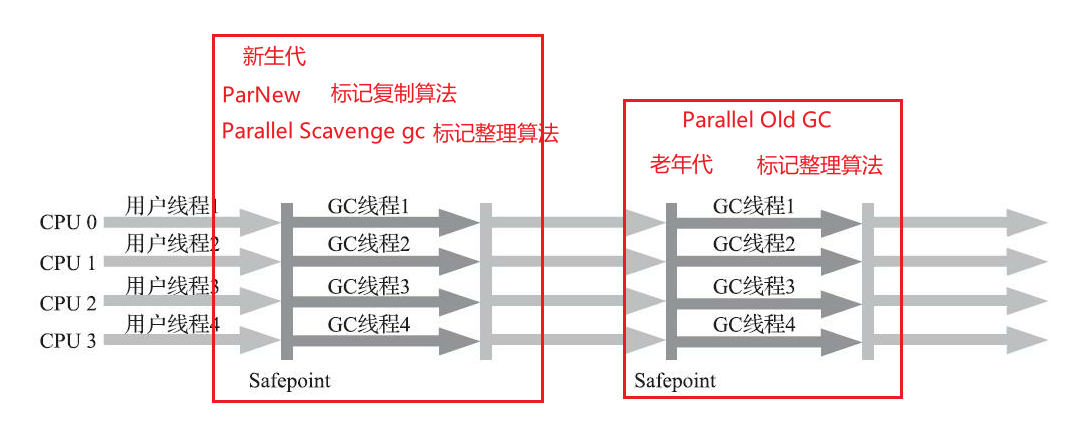 新生代
ParNew 标记复制算法
Parallel Scavenge gc 标记整理算法
Parallel Old GC
老年代 标记整理算法
CPU 0 用户线程1 GC线程1 GC线程1
CPU 1 用户线程2 GC线程2 GC线程2
CPU 2 用户线程3 GC线程3 GC线程3
CPU 3 用户线程4 GC线程4 GC线程4
Safepoint Safepoint